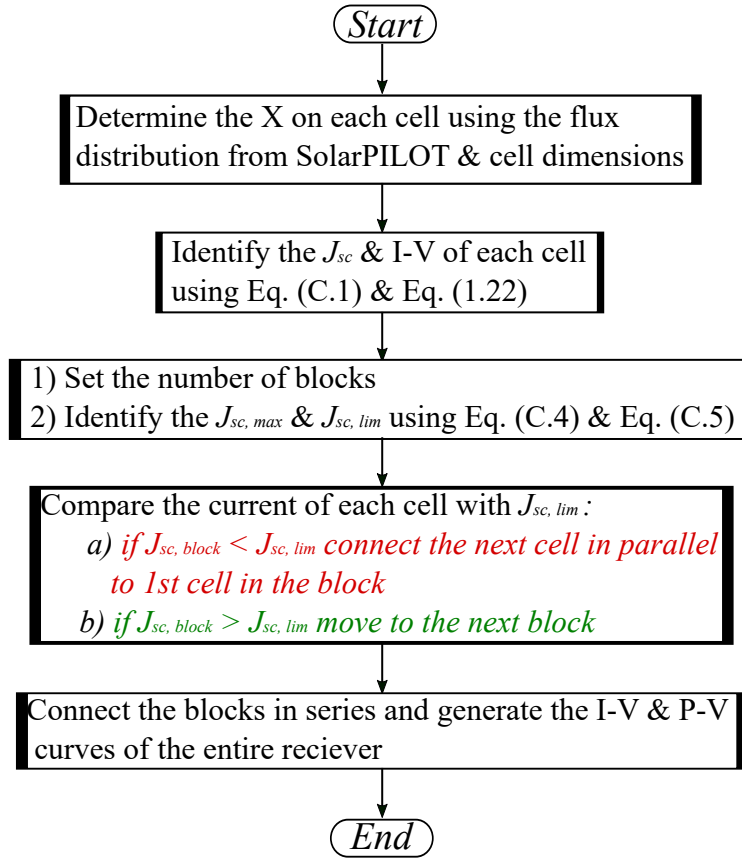 Start
Determine the X on each cell using the flux
distribution from SolarPILOT & cell dimensions
Identify the Jsc & I-V of each cell
using Eq. (C.1) & Eq. (1.22)
1) Set the number of blocks
2) Identify the Jsc, max & Jsc, lim using Eq. (C.4) & Eq. (C.5)
Compare the current of each cell with Jsc, lim :
a) if Jsc, block < Jsc, lim connect the next cell in parallel
to 1st cell in the block
b) if Jsc, block > Jsc, lim move to the next block
Connect the blocks in series and generate the I-V & P-V
curves of the entire reciever
End